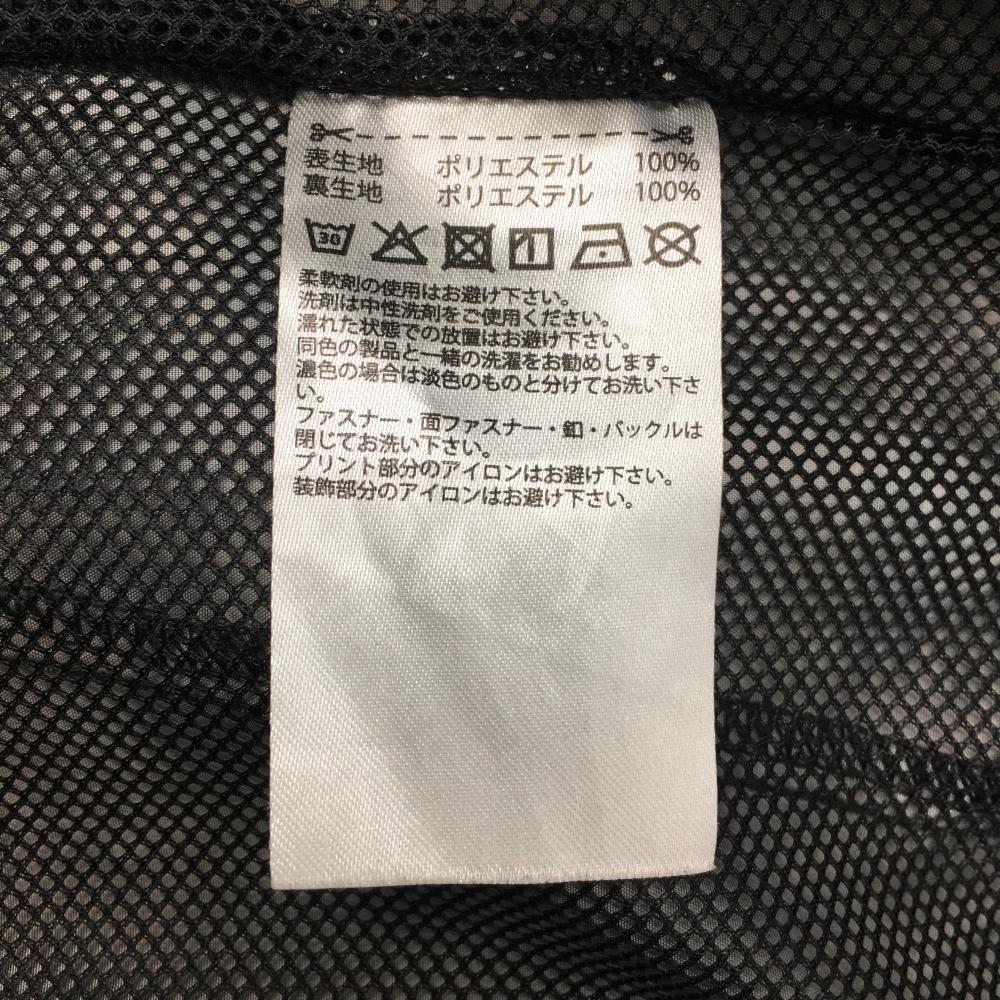 表生地 ポリエステル 100%
裏生地 ポリエステル 100%
30
柔軟剤の使用はお避け下さい。
洗剤は中性洗剤をご使用ください。
濡れた状態での放置はお避け下さい。
同色の製品と一緒の洗濯をお勧めします。
濃色の場合は淡色のものと分けてお洗い下さ
い。
ファスナー・面ファスナー・釦・バックルは
閉じてお洗い下さい。
プリント部分のアイロンはお避け下さい。
装飾部分のアイロンはお避け下さい。